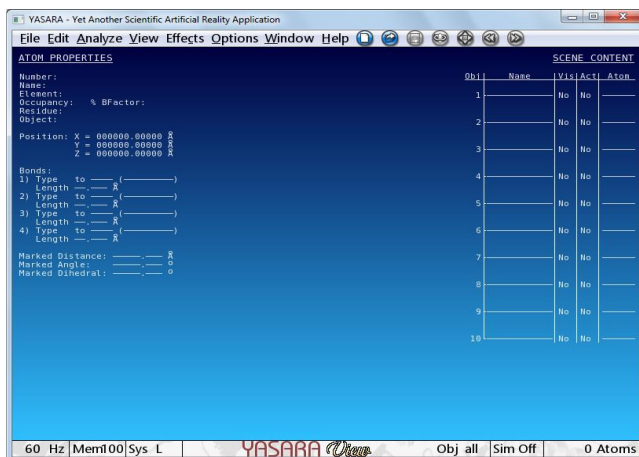 YASARA - Yet Another Scientific Artificial Reality Application
File Edit Analyze View Effects Options Window Help
ATOM PROPERTIES
Number:
Name:
Element:
Occupancy: % BFactor:
Residue:
Object:
Position: X = 000000.00000 Å
Y = 000000.00000 Å
Z = 000000.00000 Å
Bonds:
1) Type to (    )
Length . Å
2) Type to (    )
Length . Å
3) Type to (    )
Length . Å
4) Type to (    )
Length . Å
Marked Distance: . Å
Marked Angle: . o
Marked Dihedral: . o
SCENE CONTENT
Obj Name Vis Act Atom
1 No No
2 No No
3 No No
4 No No
5 No No
6 No No
7 No No
8 No No
9 No No
10 No No
60 Hz Mem100 Sys L YASARA View Obj all Sim Off 0 Atoms